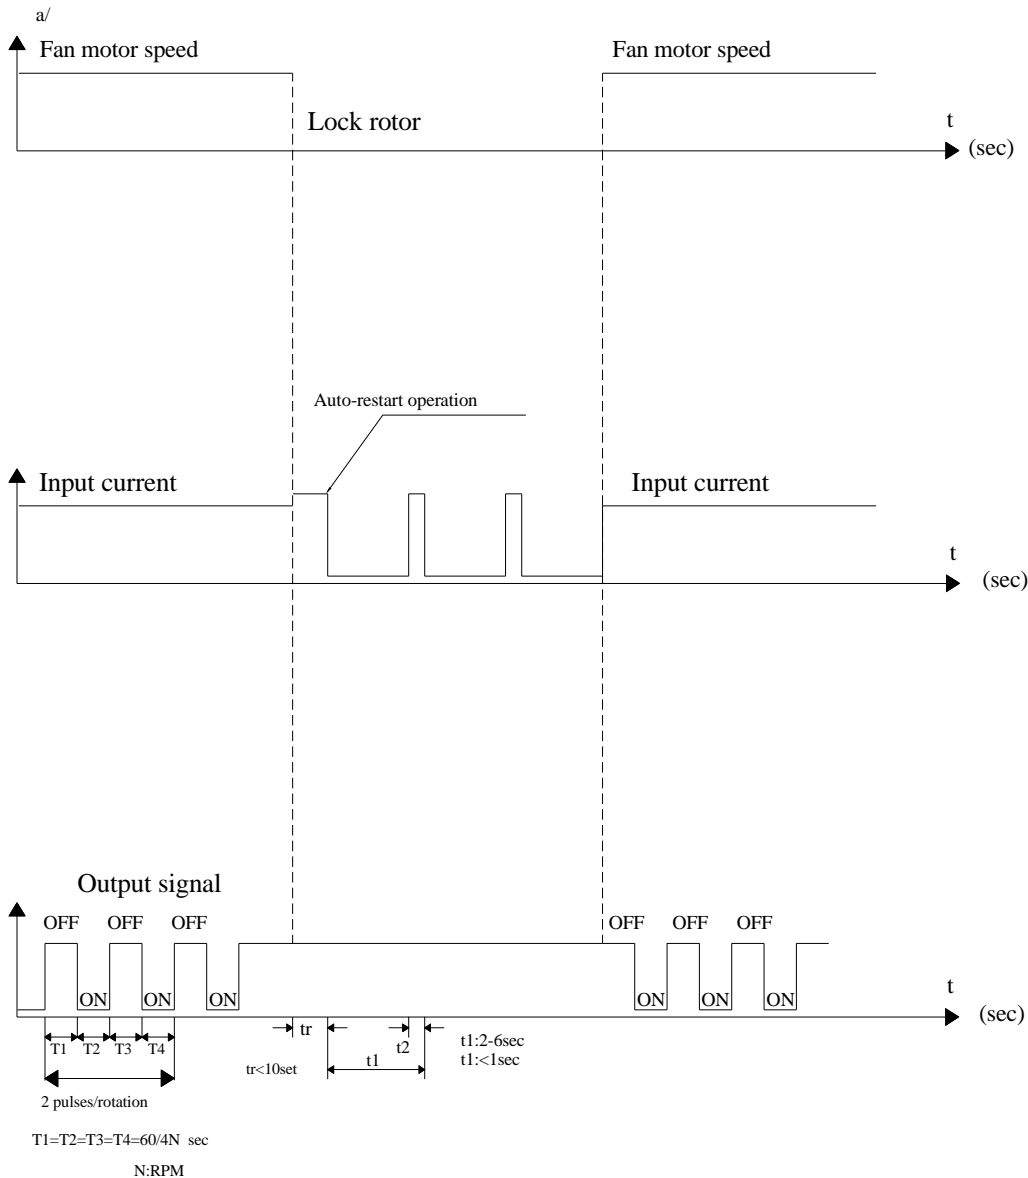 a/
Fan motor speed
Fan motor speed
Lock rotor
t
(sec)
Auto-restart operation
Input current
Input current
t
(sec)
Output signal
OFF OFF OFF
OFF OFF OFF
ON ON ON
ON ON ON
t
(sec)
T1 T2 T3 T4
tr
t2
t1:2-6sec
t1:<1sec
t1
tr<10set
2 pulses/rotation
T1=T2=T3=T4=60/4N sec
N:RPM